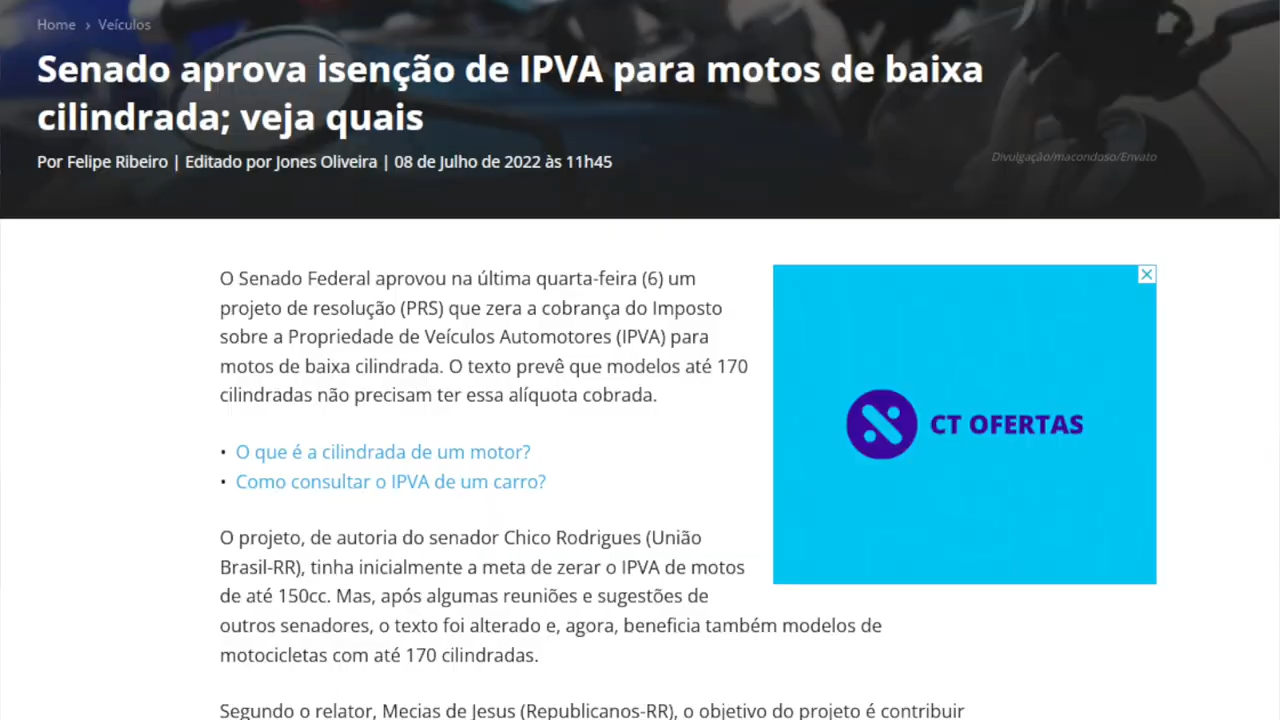 Home › Veículos
Senado aprova isenção de IPVA para motos de baixa
cilindrada; veja quais
Por Felipe Ribeiro | Editado por Jones Oliveira | 08 de Julho de 2022 às 11h45
Divulgação/macondoso/Envato
O Senado Federal aprovou na última quarta-feira (6) um
projeto de resolução (PRS) que zera a cobrança do Imposto
sobre a Propriedade de Veículos Automotores (IPVA) para
motos de baixa cilindrada. O texto prevê que modelos até 170
cilindradas não precisam ter essa alíquota cobrada.
• O que é a cilindrada de um motor?
• Como consultar o IPVA de um carro?
CT OFERTAS
O projeto, de autoria do senador Chico Rodrigues (União
Brasil-RR), tinha inicialmente a meta de zerar o IPVA de motos
de até 150cc. Mas, após algumas reuniões e sugestões de
outros senadores, o texto foi alterado e, agora, beneficia também modelos de
motocicletas com até 170 cilindradas.
Segundo o relator, Mecias de Jesus (Republicanos-RR), o objetivo do projeto é contribuir